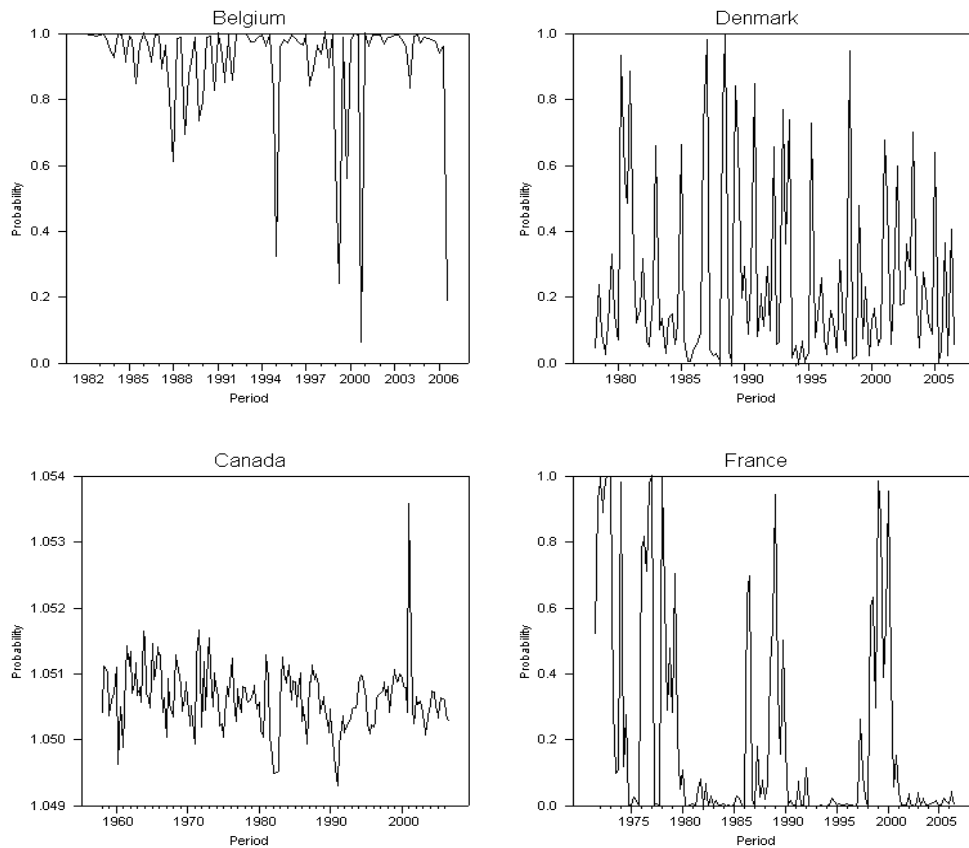 Belgium
1.0
0.8
0.6
0.4
0.2
0.0
Probability
1982 1985 1988 1991 1994 1997 2000 2003 2006
Period
Denmark
1.0
0.8
0.6
0.4
0.2
0.0
Probability
1980 1985 1990 1995 2000 2005
Period
Canada
1.054
1.053
1.052
1.051
1.050
1.049
Probability
1960 1970 1980 1990 2000
Period
France
1.0
0.8
0.6
0.4
0.2
0.0
Probability
1975 1980 1985 1990 1995 2000 2005
Period